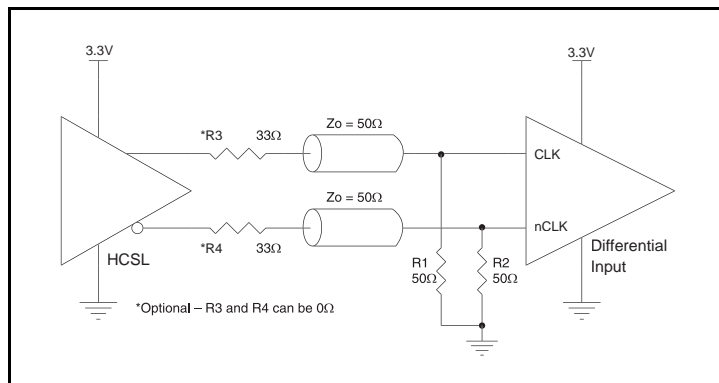 3.3V
3.3V
*R3
33Ω
Zo = 50Ω
CLK
Zo = 50Ω
nCLK
*R4
33Ω
HCSL
R1
50Ω
R2
50Ω
Differential
Input
*Optional – R3 and R4 can be 0Ω